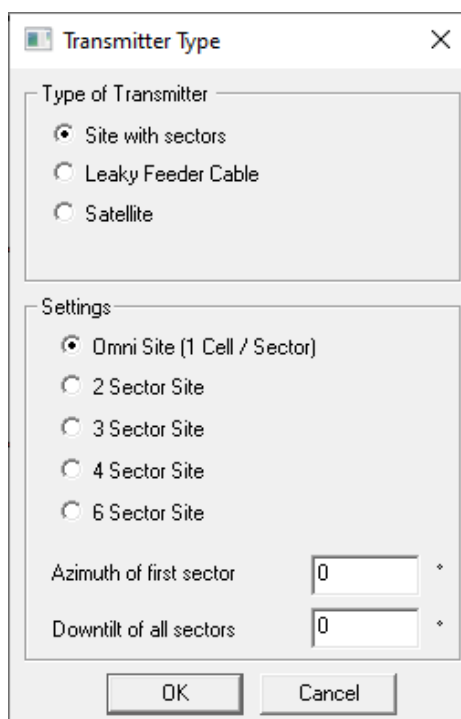 Transmitter Type
Type of Transmitter
Site with sectors
Leaky Feeder Cable
Satellite
Settings
Omni Site (1 Cell / Sector)
2 Sector Site
3 Sector Site
4 Sector Site
6 Sector Site
Azimuth of first sector 0 °
Downtilt of all sectors 0 °
OK Cancel